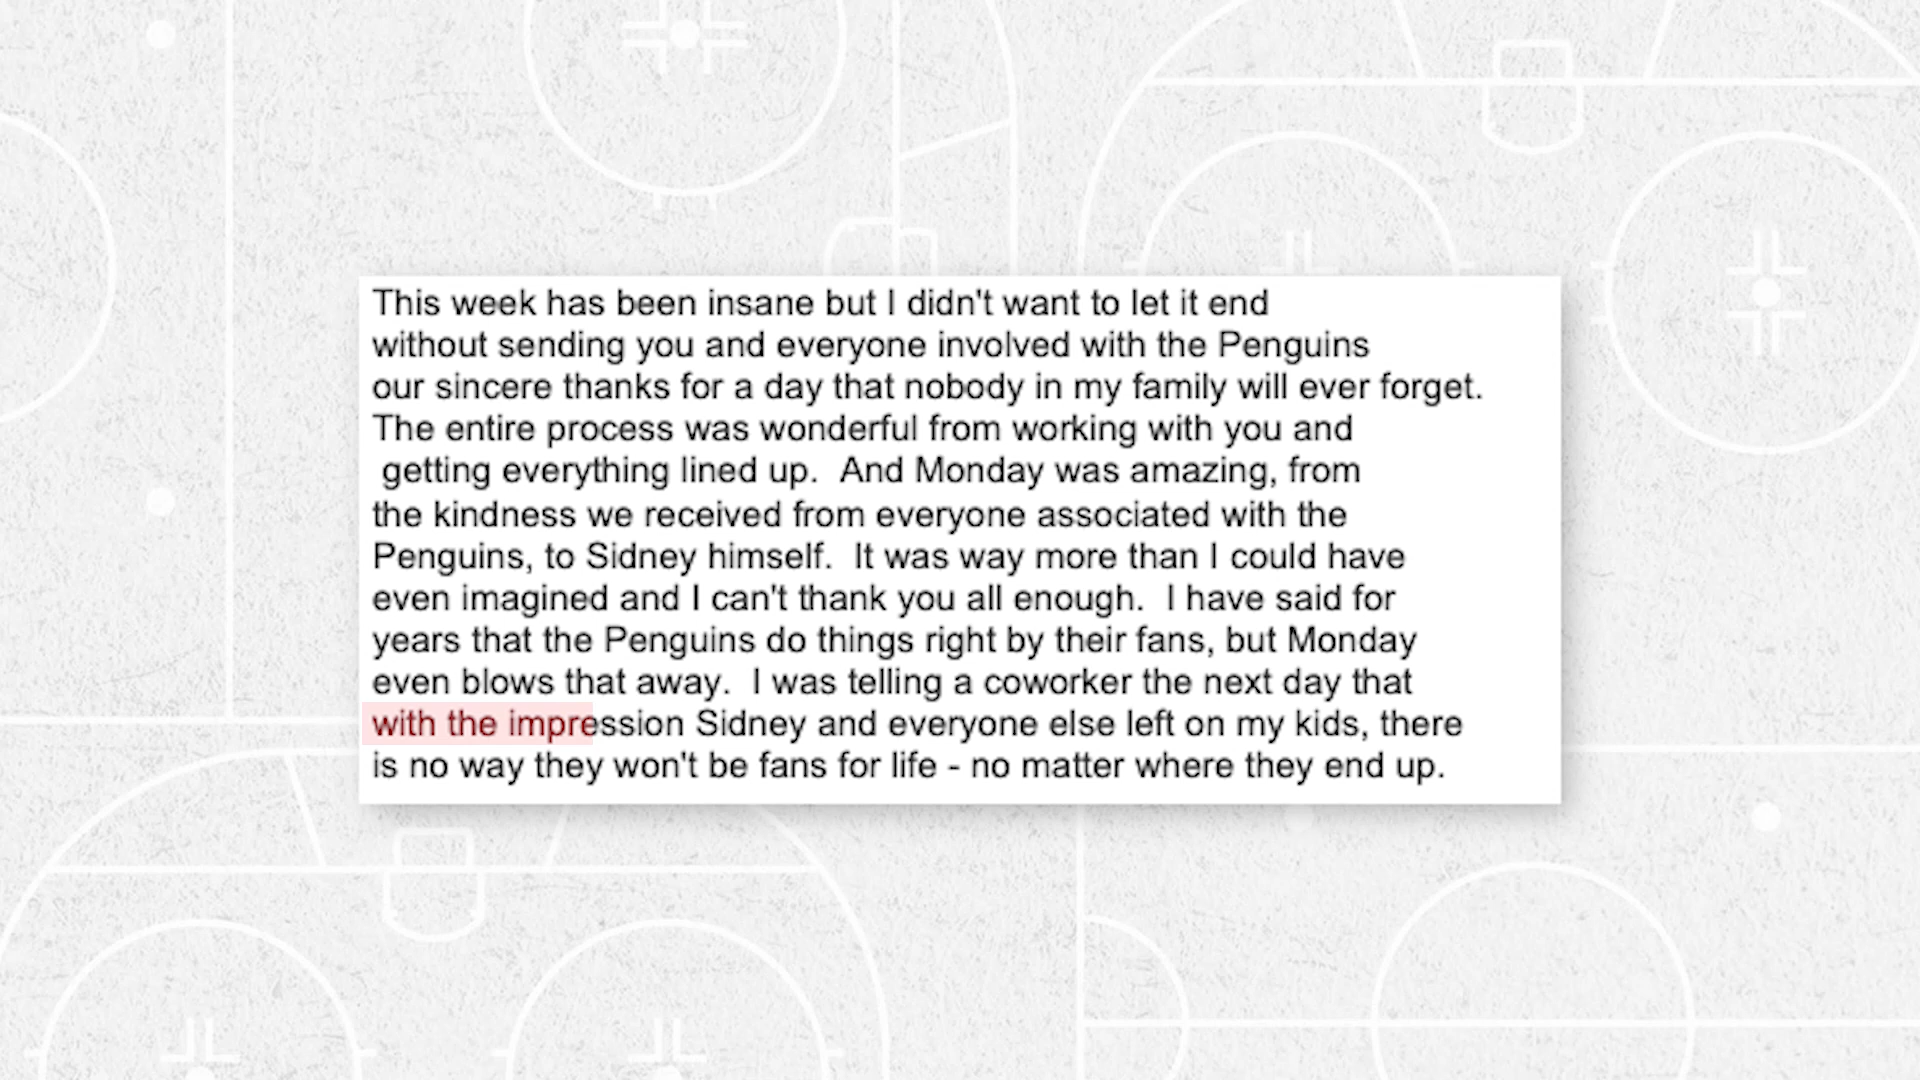 This week has been insane but I didn't want to let it end
without sending you and everyone involved with the Penguins
our sincere thanks for a day that nobody in my family will ever forget.
The entire process was wonderful from working with you and
getting everything lined up.  And Monday was amazing, from
the kindness we received from everyone associated with the
Penguins, to Sidney himself.  It was way more than I could have
even imagined and I can't thank you all enough.  I have said for
years that the Penguins do things right by their fans, but Monday
even blows that away.  I was telling a coworker the next day that
with the impression Sidney and everyone else left on my kids, there
is no way they won't be fans for life - no matter where they end up.